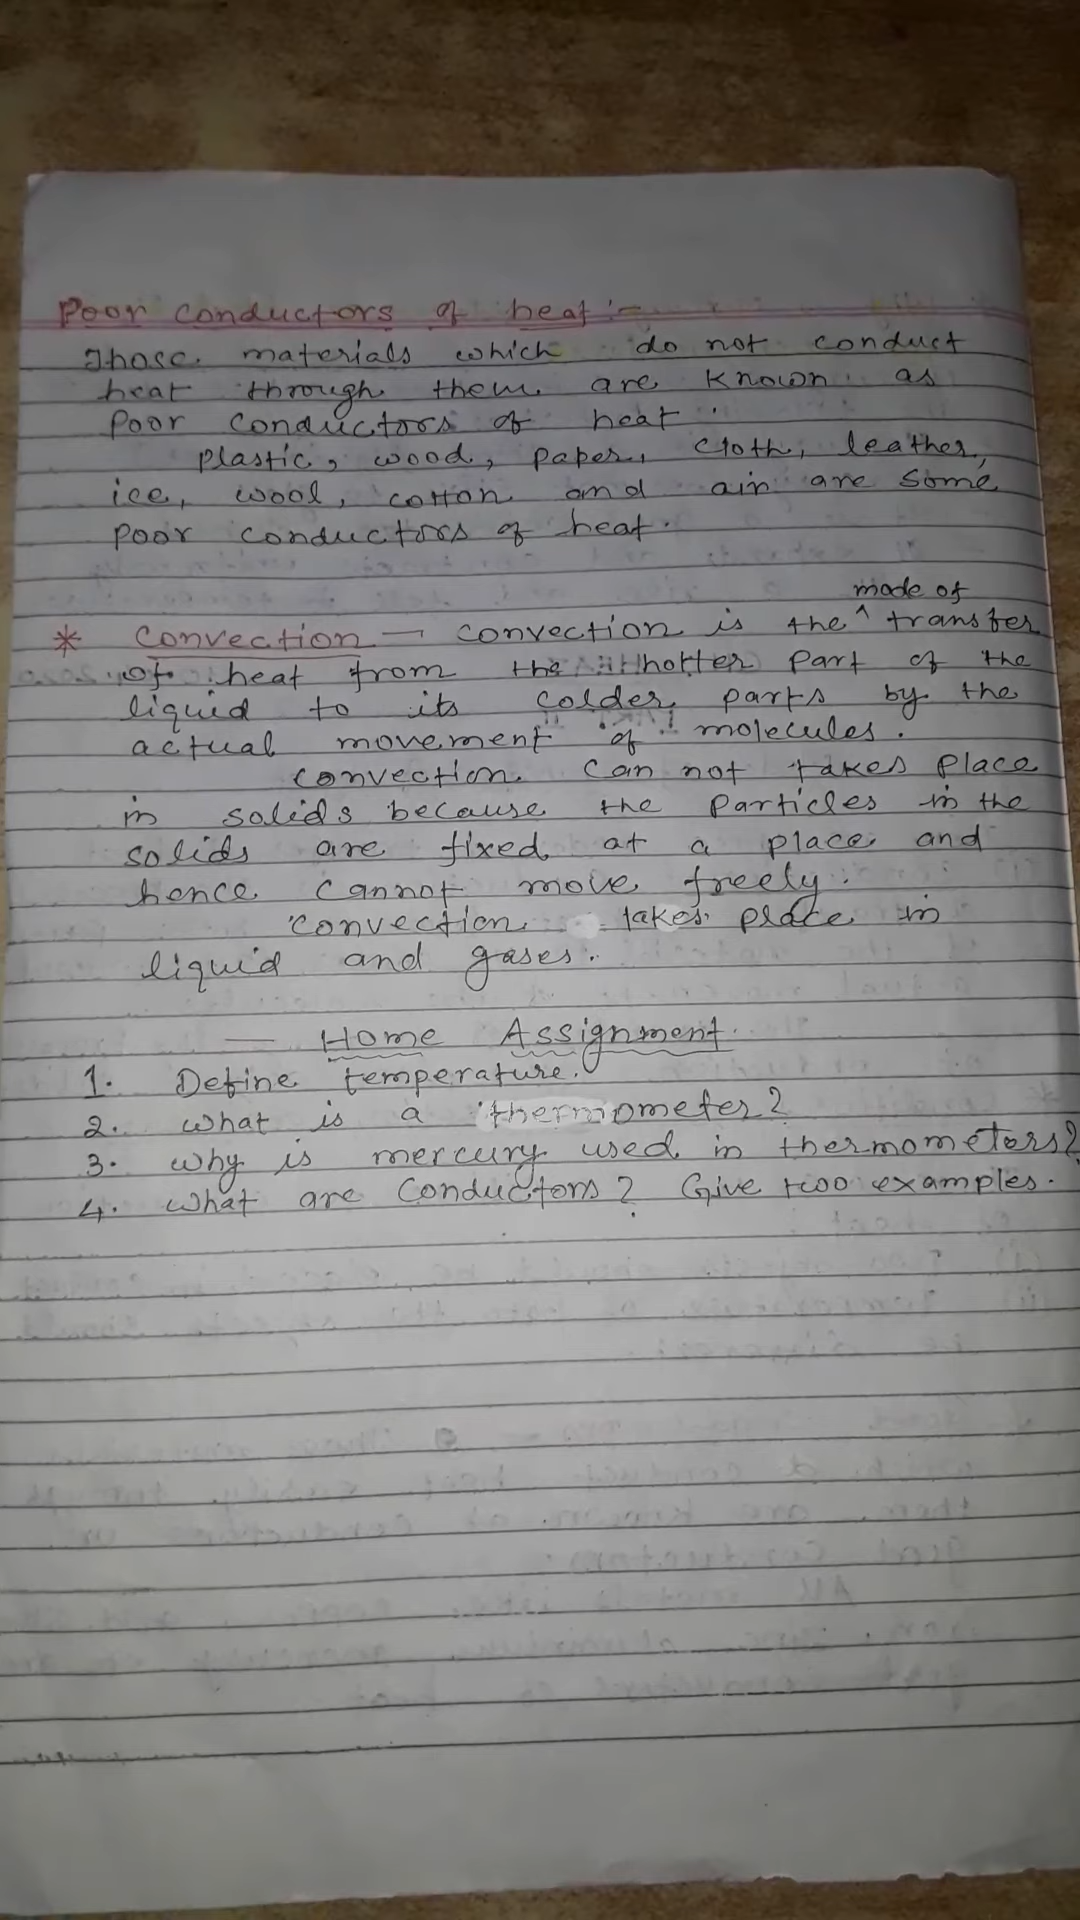 Poor conductors of heat :-
Those materials which do not conduct
heat through them are known as
poor conductors of heat.
plastic, wood, paper, cloth, leather,
ice, wool, cotton and air are some
poor conductors of heat.
mode of
* Convection — convection is the ^ transfer
of heat from the hotter part of the
liquid to its colder parts by the
actual movement of molecules.
convection can not takes place
in solids because the particles in the
solids are fixed at a place and
hence cannot move freely.
convection takes place in
liquid and gases.
— Home Assignment.
1. Define temperature.
2. what is a thermometer?
3. why is mercury used in thermometers?
4. what are conductors? Give two examples.